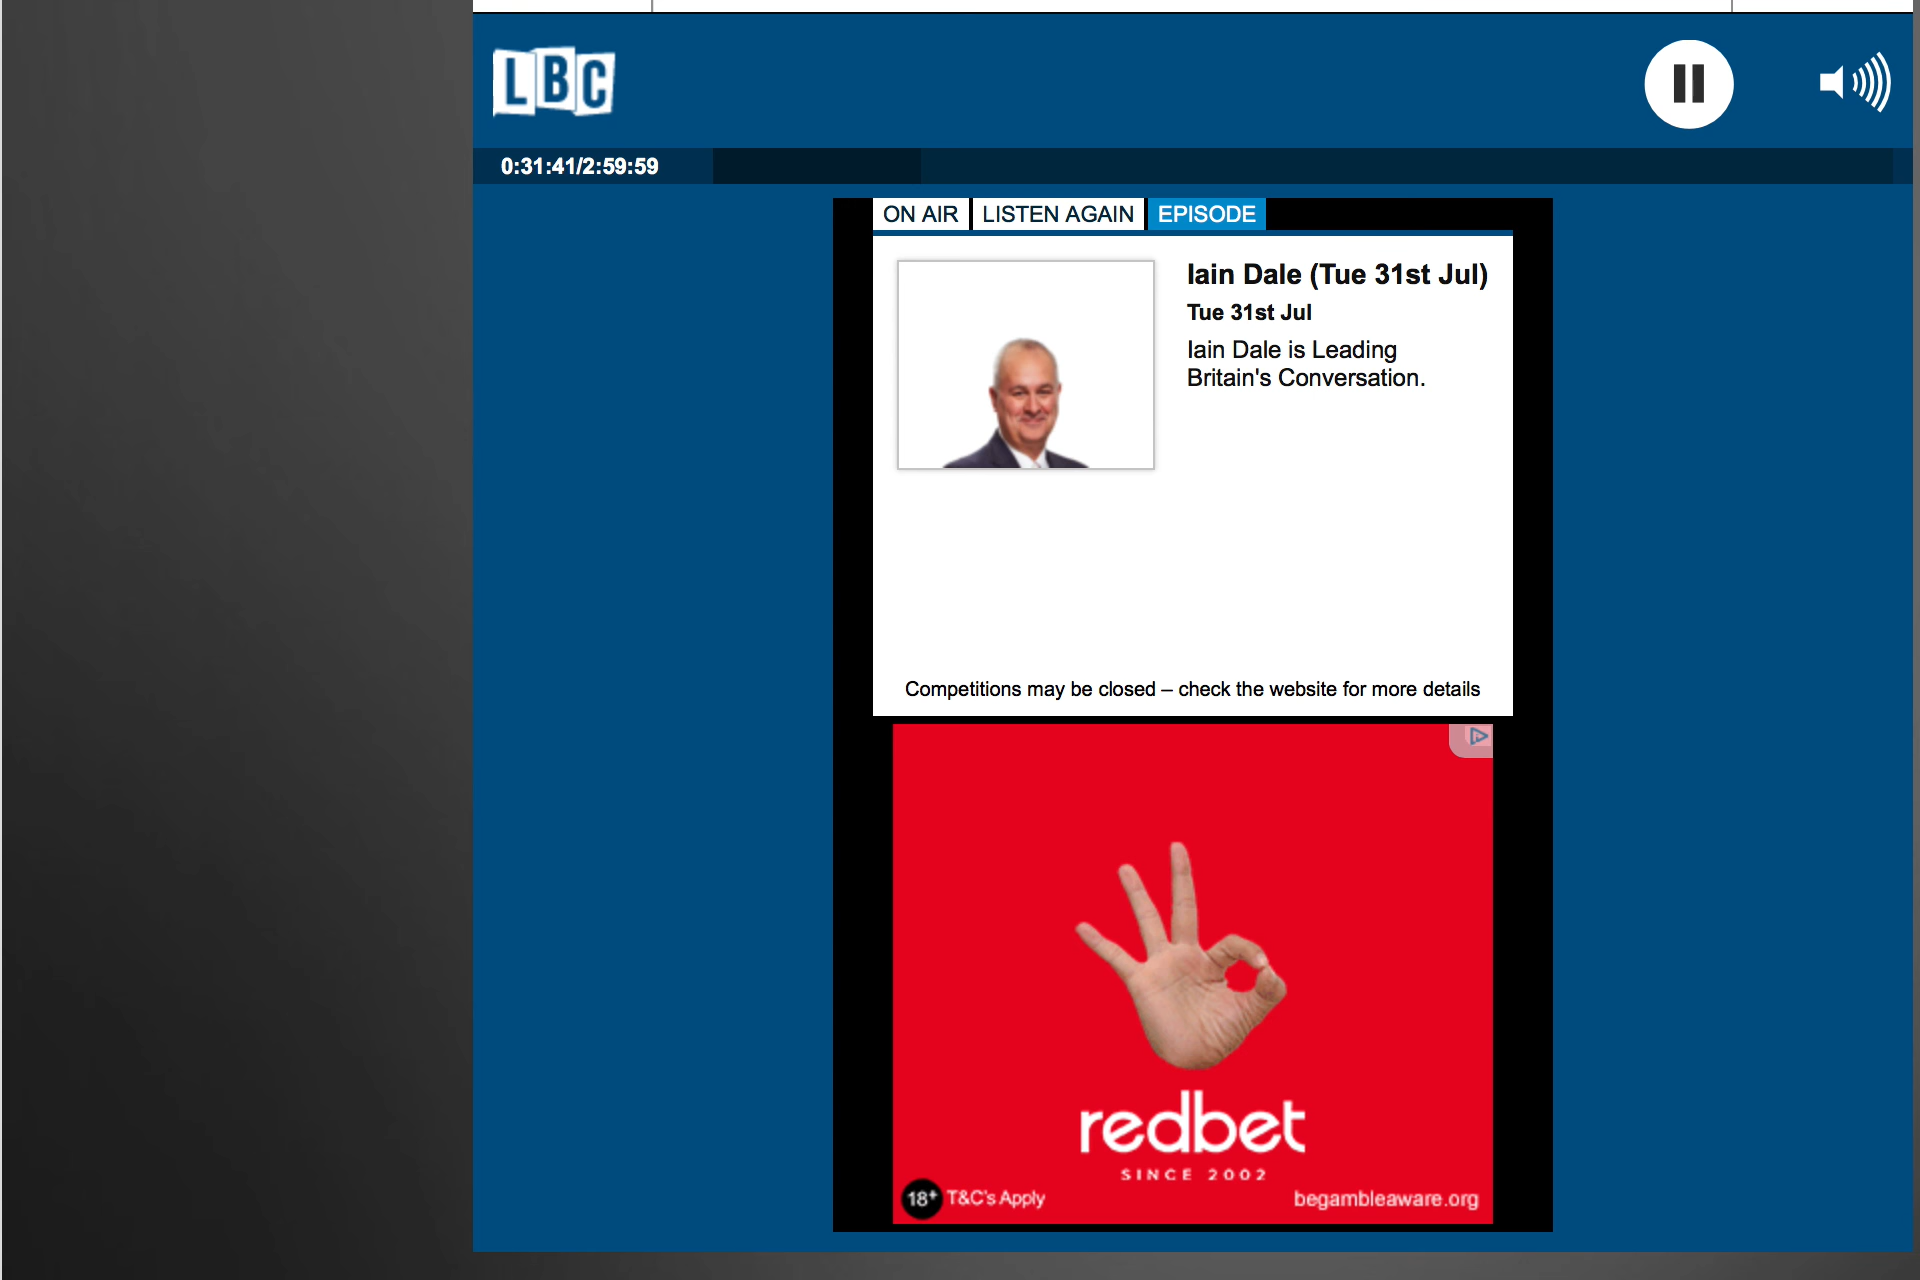 LBC
0:31:41/2:59:59
ON AIR LISTEN AGAIN EPISODE
Iain Dale (Tue 31st Jul)
Tue 31st Jul
Iain Dale is Leading
Britain's Conversation.
Competitions may be closed – check the website for more details
redbet
SINCE 2002
18+ T&C's Apply
begambleaware.org